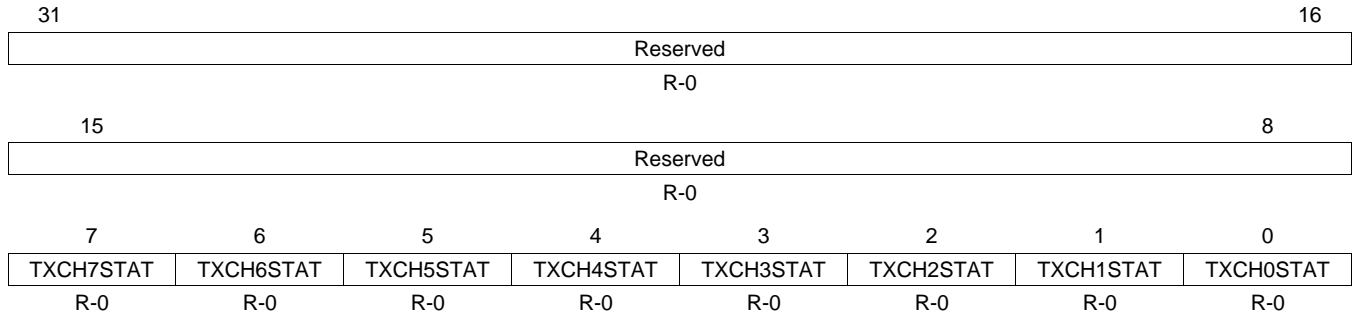 31 16
Reserved
R-0
15 8
Reserved
R-0
7 6 5 4 3 2 1 0
TXCH7STAT TXCH6STAT TXCH5STAT TXCH4STAT TXCH3STAT TXCH2STAT TXCH1STAT TXCH0STAT
R-0 R-0 R-0 R-0 R-0 R-0 R-0 R-0